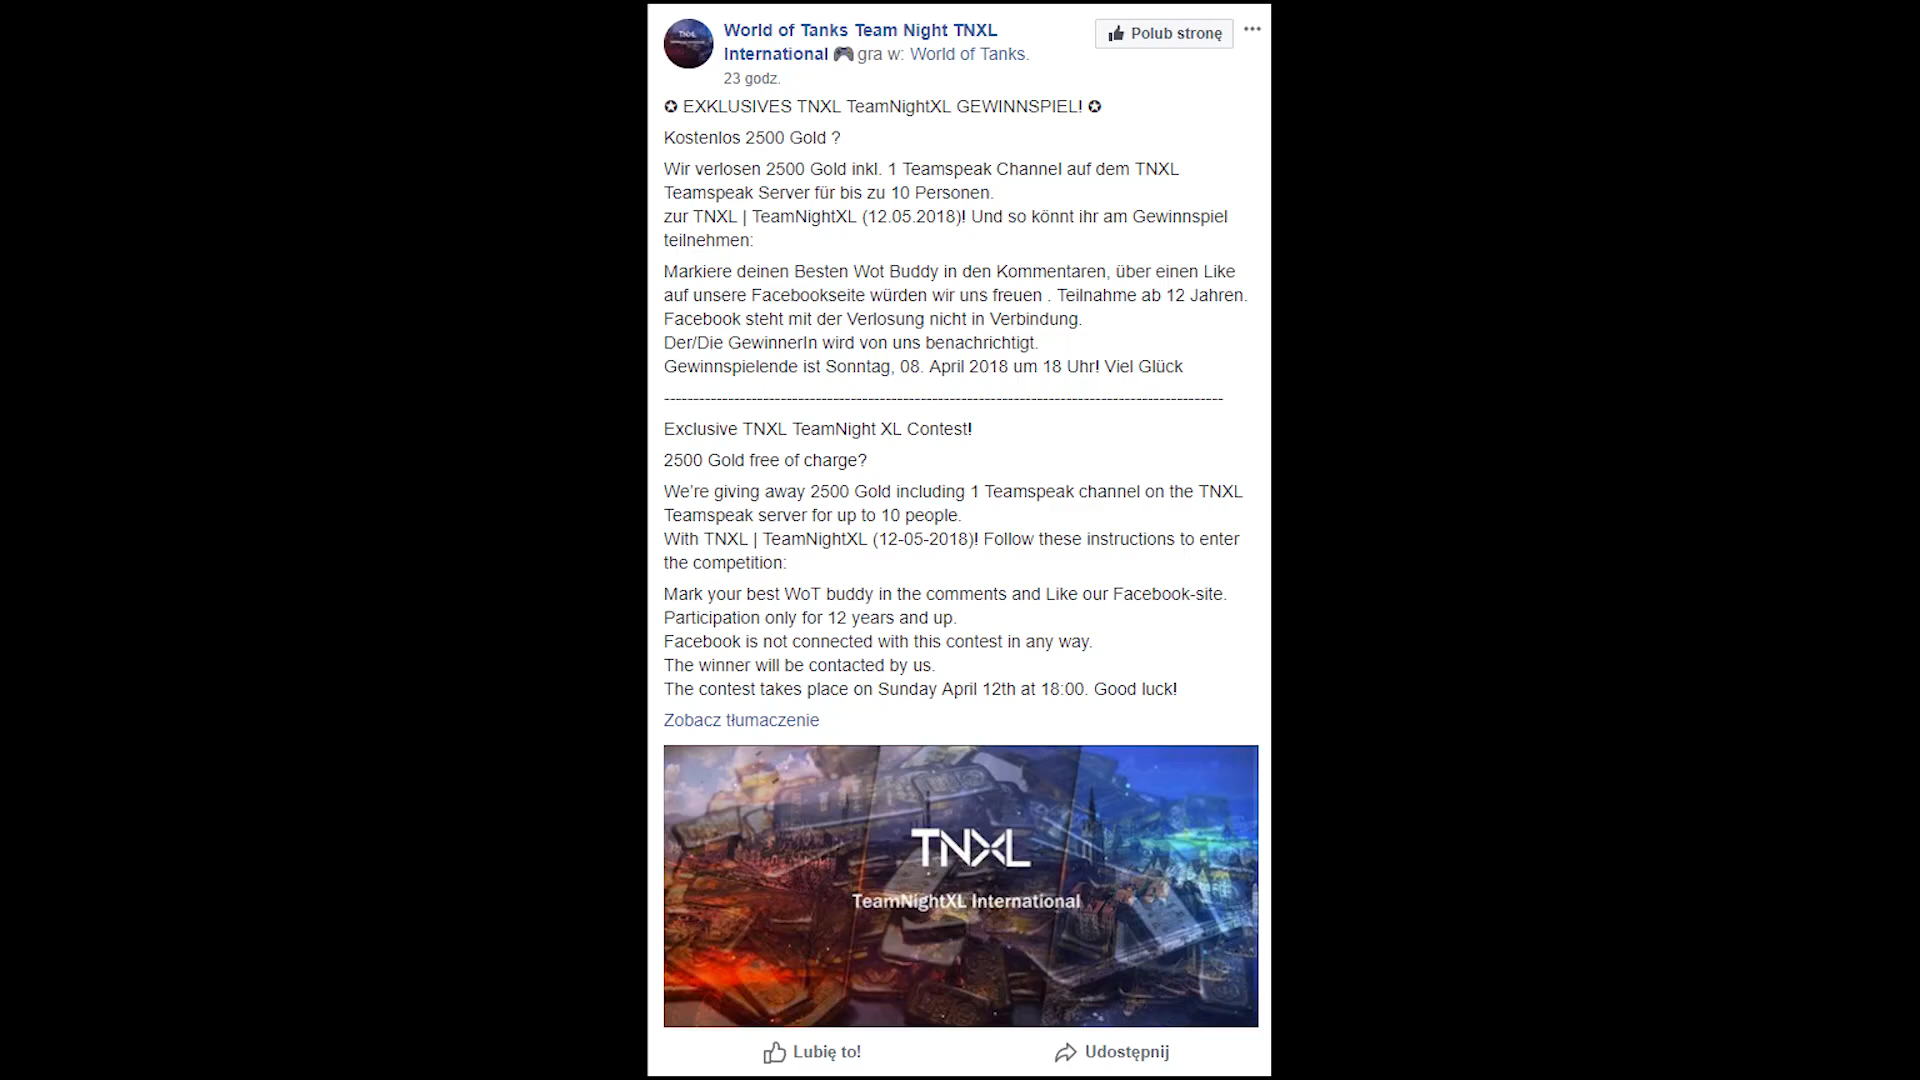 World of Tanks Team Night TNXL
International 🎮 gra w: World of Tanks.
Polub stronę
23 godz.
✪ EXKLUSIVES TNXL TeamNightXL GEWINNSPIEL! ✪
Kostenlos 2500 Gold ?
Wir verlosen 2500 Gold inkl. 1 Teamspeak Channel auf dem TNXL
Teamspeak Server für bis zu 10 Personen.
zur TNXL | TeamNightXL (12.05.2018)! Und so könnt ihr am Gewinnspiel
teilnehmen:
Markiere deinen Besten Wot Buddy in den Kommentaren, über einen Like
auf unsere Facebookseite würden wir uns freuen . Teilnahme ab 12 Jahren.
Facebook steht mit der Verlosung nicht in Verbindung.
Der/Die GewinnerIn wird von uns benachrichtigt.
Gewinnspielende ist Sonntag, 08. April 2018 um 18 Uhr! Viel Glück
------------------------------------------------------------------------------------------------
Exclusive TNXL TeamNight XL Contest!
2500 Gold free of charge?
We're giving away 2500 Gold including 1 Teamspeak channel on the TNXL
Teamspeak server for up to 10 people.
With TNXL | TeamNightXL (12-05-2018)! Follow these instructions to enter
the competition:
Mark your best WoT buddy in the comments and Like our Facebook-site.
Participation only for 12 years and up.
Facebook is not connected with this contest in any way.
The winner will be contacted by us.
The contest takes place on Sunday April 12th at 18:00. Good luck!
Zobacz tłumaczenie
TNXL
TeamNightXL International
Lubię to!
Udostępnij